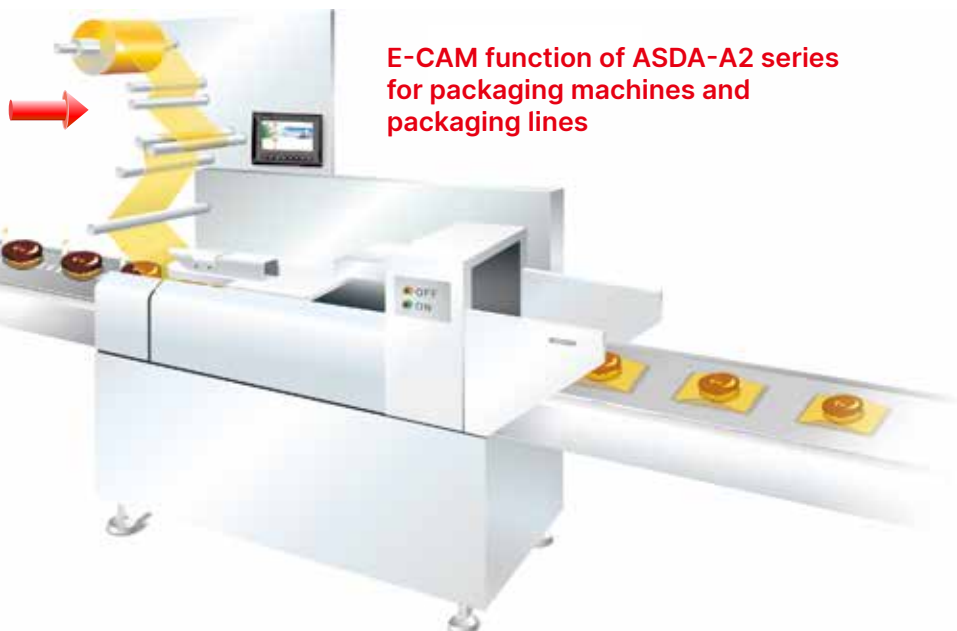 E-CAM function of ASDA-A2 series
for packaging machines and
packaging lines
OFF
ON